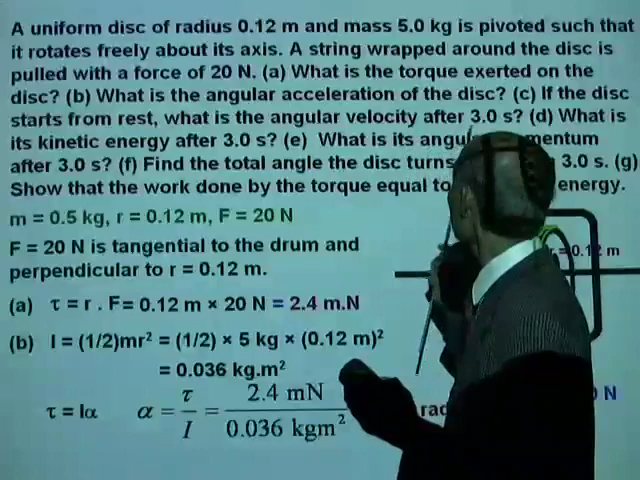 A uniform disc of radius 0.12 m and mass 5.0 kg is pivoted such that
it rotates freely about its axis. A string wrapped around the disc is
pulled with a force of 20 N. (a) What is the torque exerted on the
disc? (b) What is the angular acceleration of the disc? (c) If the disc
starts from rest, what is the angular velocity after 3.0 s? (d) What is
its kinetic energy after 3.0 s? (e) What is its
after 3.0 s? (f) Find the total angle the disc turns 3.0 s. (g)
Show that the work done by the torque equal to energy.
m = 0.5 kg, r = 0.12 m, F = 20 N
F = 20 N is tangential to the drum and
perpendicular to r = 0.12 m.
r = 0.12 m
(a) τ = r . F= 0.12 m × 20 N = 2.4 m.N
(b) I = (1/2)mr² = (1/2) × 5 kg × (0.12 m)²
= 0.036 kg.m²
τ = Iα α = τ/I = 2.4 mN / 0.036 kgm² rad
N